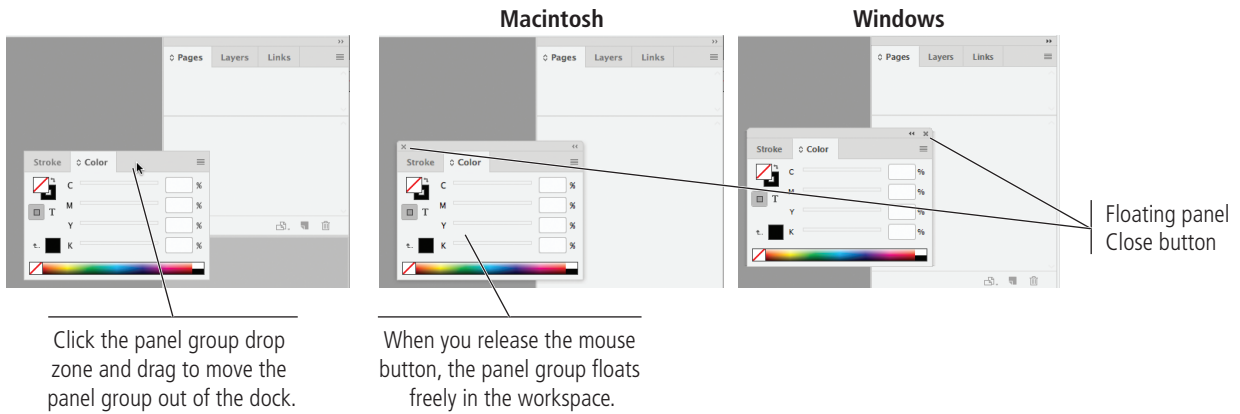 Macintosh
Windows
Pages Layers Links
Stroke Color
C %
M %
T
Y %
K %
Pages Layers Links
Stroke Color
C %
M %
T
Y %
K %
Pages Layers Links
Stroke Color
C %
M %
T
Y %
K %
Floating panel
Close button
Click the panel group drop
zone and drag to move the
panel group out of the dock.
When you release the mouse
button, the panel group floats
freely in the workspace.